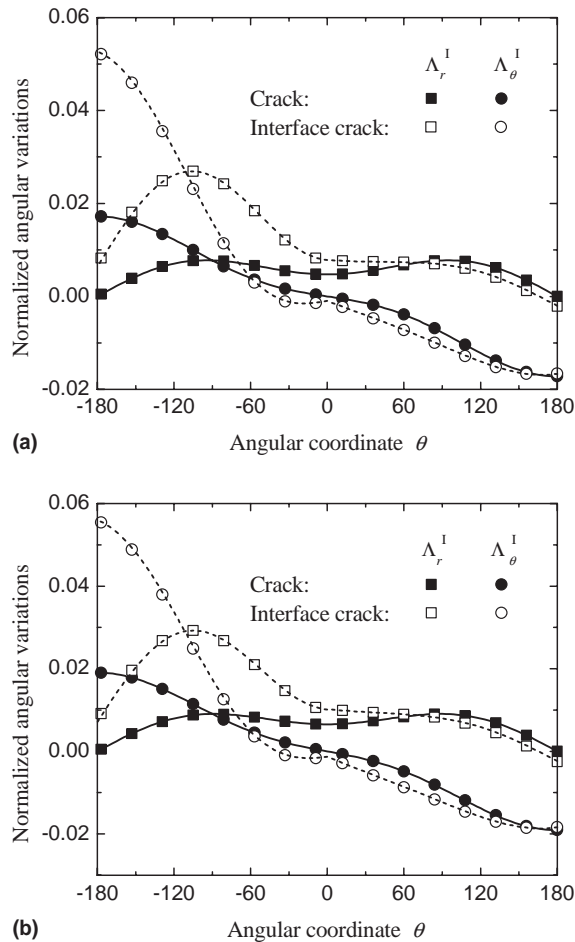 0.06
0.04
0.02
0.00
-0.02
Normalized angular variations
Λ_r^I Λ_θ^I
Crack:
Interface crack:
-180 -120 -60 0 60 120 180
(a) Angular coordinate θ
0.06
0.04
0.02
0.00
-0.02
Normalized angular variations
Λ_r^I Λ_θ^I
Crack:
Interface crack:
-180 -120 -60 0 60 120 180
(b) Angular coordinate θ